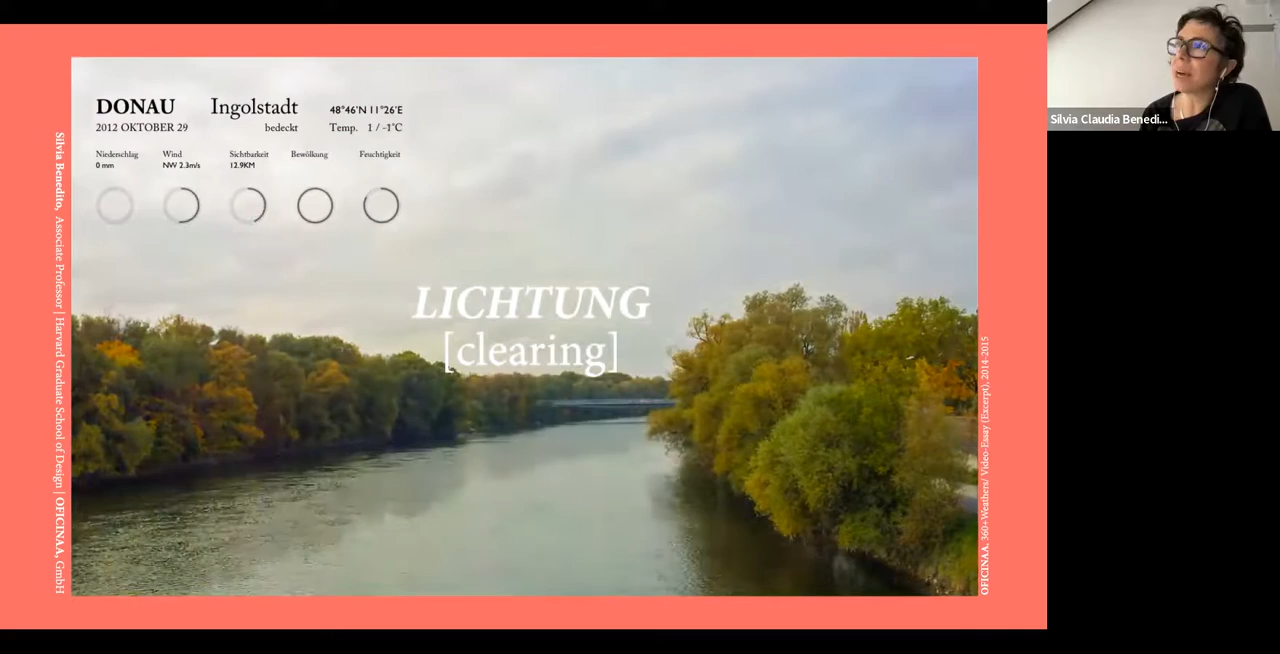 DONAU Ingolstadt 48°46'N 11°26'E
2012 OKTOBER 29 bedeckt Temp. 1 / -1°C
Niederschlag Wind Sichtbarkeit Bewölkung Feuchtigkeit
0 mm NW 2.3m/s 12.9KM
LICHTUNG
[clearing]
Silvia Benedito, Associate Professor | Harvard Graduate School of Design | OFICINAA, GmbH
OFICINAA, 360+Weathers/ Video-Essay (Excerpt), 2014-2015
Silvia Claudia Benedi...